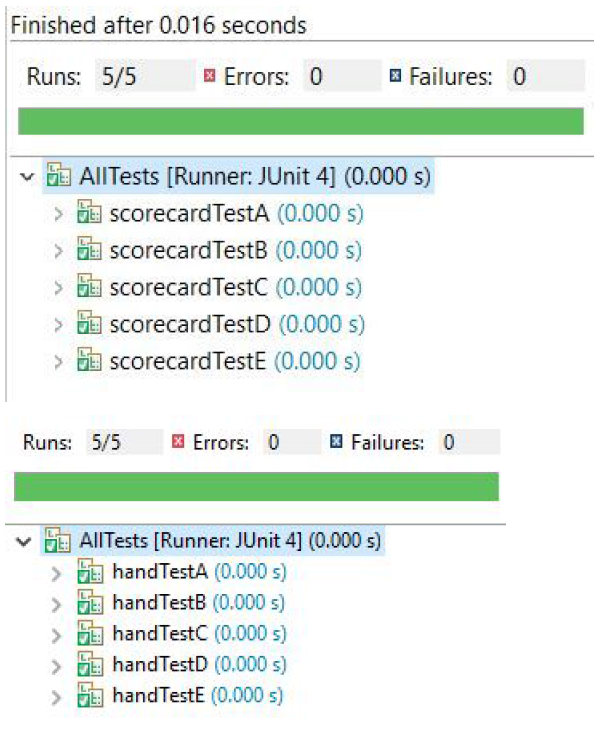 Finished after 0.016 seconds
Runs: 5/5 Errors: 0 Failures: 0
AllTests [Runner: JUnit 4] (0.000 s)
scorecardTestA (0.000 s)
scorecardTestB (0.000 s)
scorecardTestC (0.000 s)
scorecardTestD (0.000 s)
scorecardTestE (0.000 s)
Runs: 5/5 Errors: 0 Failures: 0
AllTests [Runner: JUnit 4] (0.000 s)
handTestA (0.000 s)
handTestB (0.000 s)
handTestC (0.000 s)
handTestD (0.000 s)
handTestE (0.000 s)